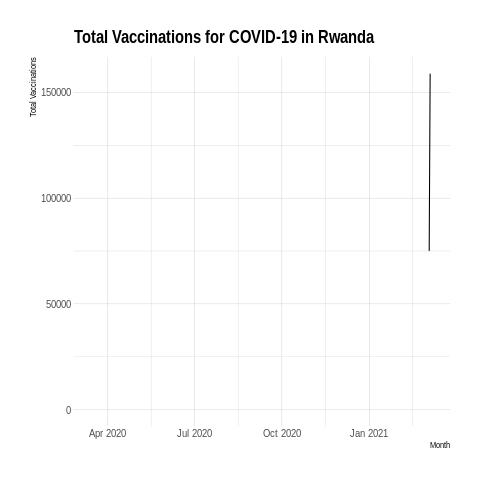 Total Vaccinations for COVID-19 in Rwanda
Total Vaccinations
150000
100000
50000
0
Apr 2020
Jul 2020
Oct 2020
Jan 2021
Month